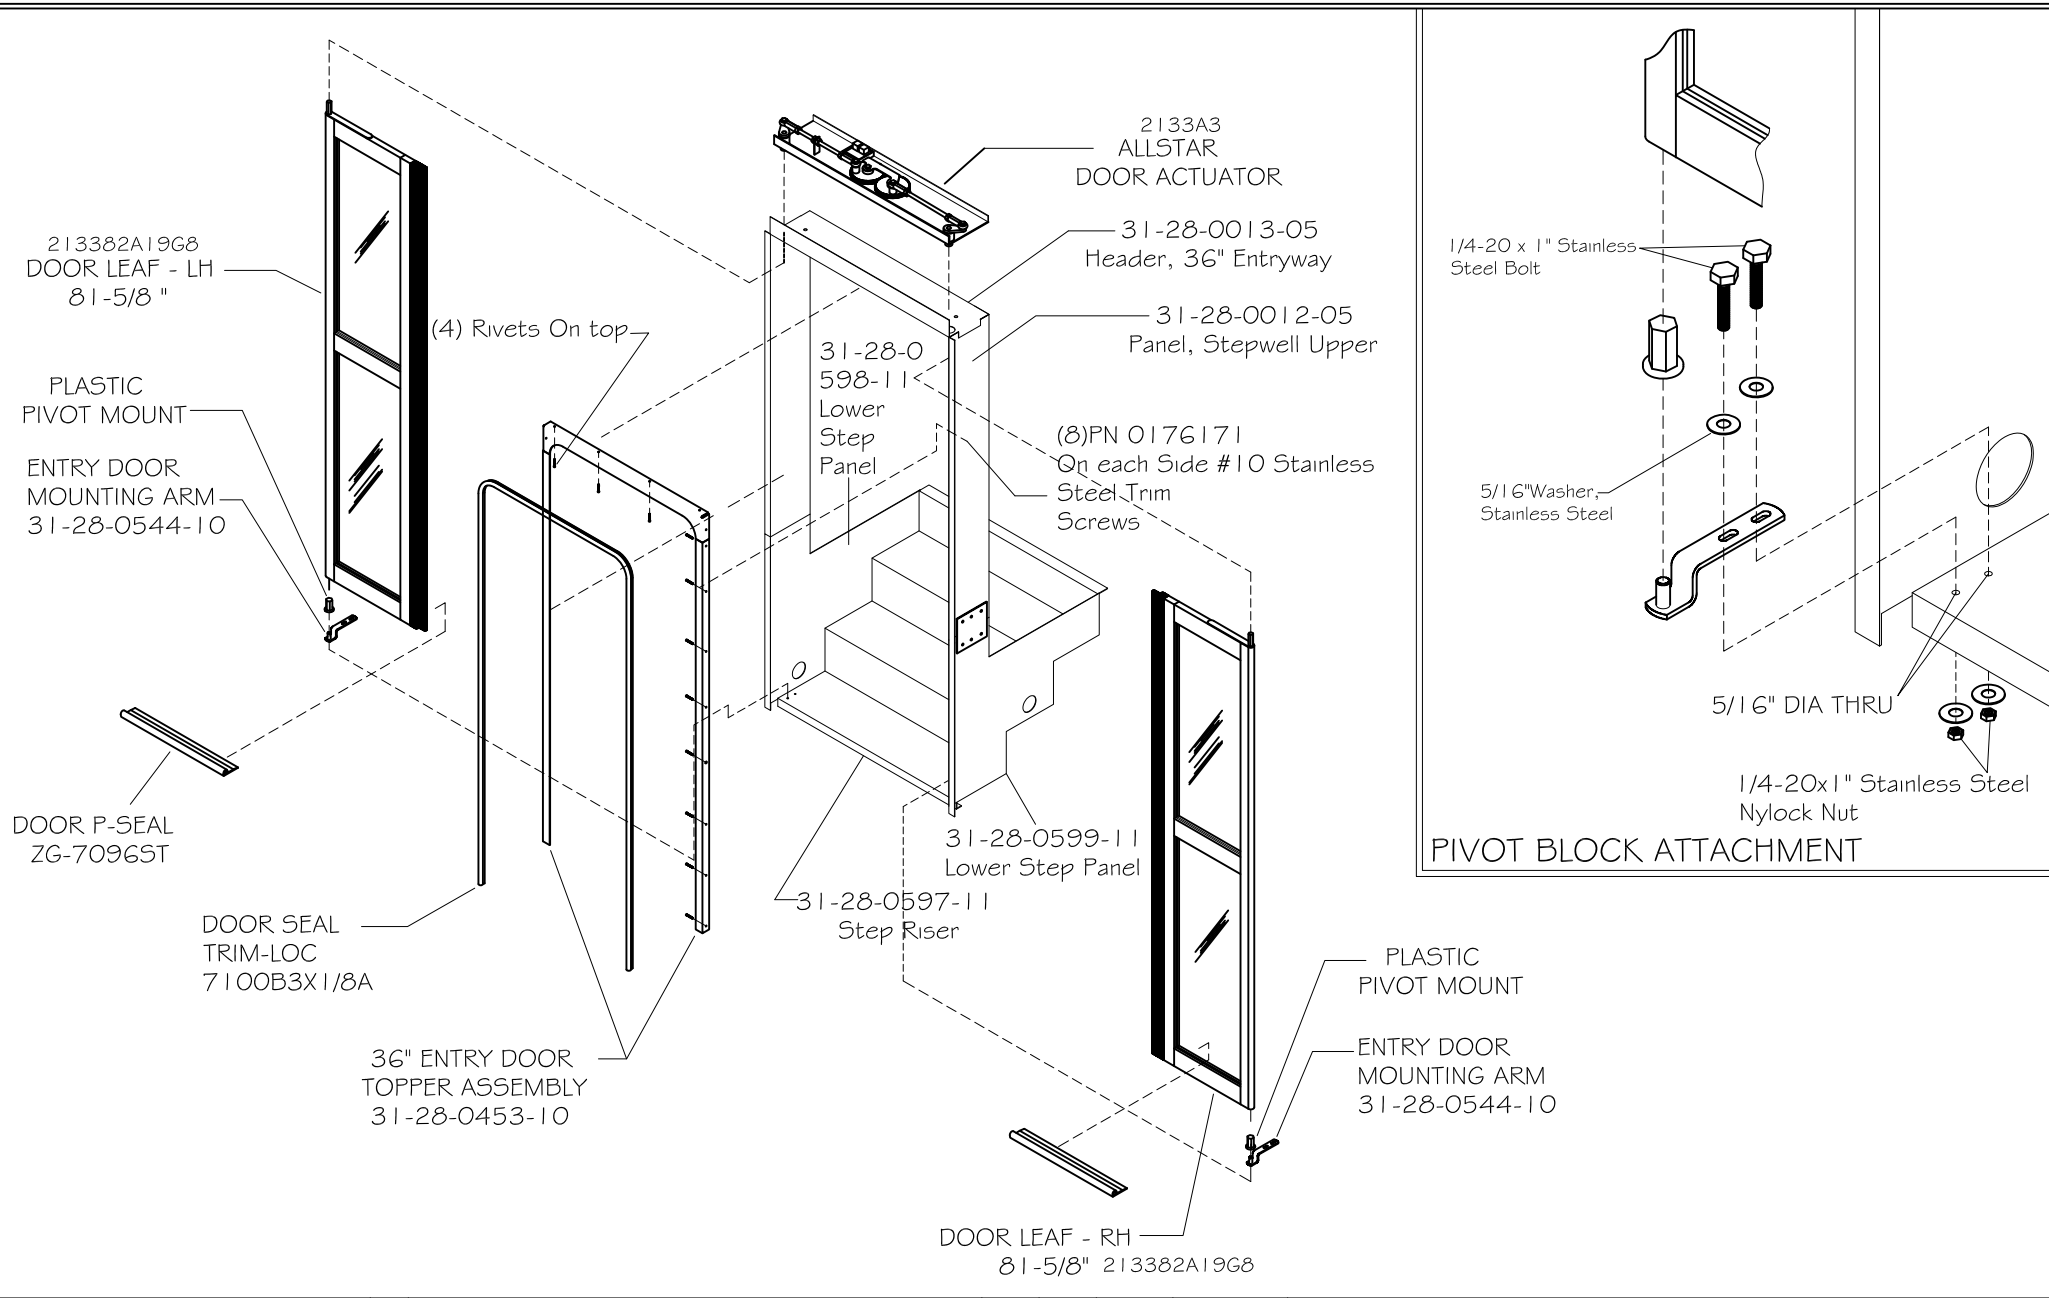 2133A3
ALLSTAR
DOOR ACTUATOR
31-28-0013-05
Header, 36" Entryway
31-28-0012-05
Panel, Stepwell Upper
213382A19G8
DOOR LEAF - LH
81-5/8 "
(4) Rivets On top
PLASTIC
PIVOT MOUNT
ENTRY DOOR
MOUNTING ARM
31-28-0544-10
31-28-0
598-11
Lower
Step
Panel
(8)PN 0176171
On each Side #10 Stainless
Steel Trim
Screws
DOOR P-SEAL
ZG-7096ST
DOOR SEAL
TRIM-LOC
7100B3X1/8A
36" ENTRY DOOR
TOPPER ASSEMBLY
31-28-0453-10
31-28-0599-11
Lower Step Panel
31-28-0597-11
Step Riser
PLASTIC
PIVOT MOUNT
ENTRY DOOR
MOUNTING ARM
31-28-0544-10
DOOR LEAF - RH
81-5/8" 213382A19G8
1/4-20 x 1" Stainless
Steel Bolt
5/16"Washer,
Stainless Steel
5/16" DIA THRU
1/4-20x1" Stainless Steel
Nylock Nut
PIVOT BLOCK ATTACHMENT